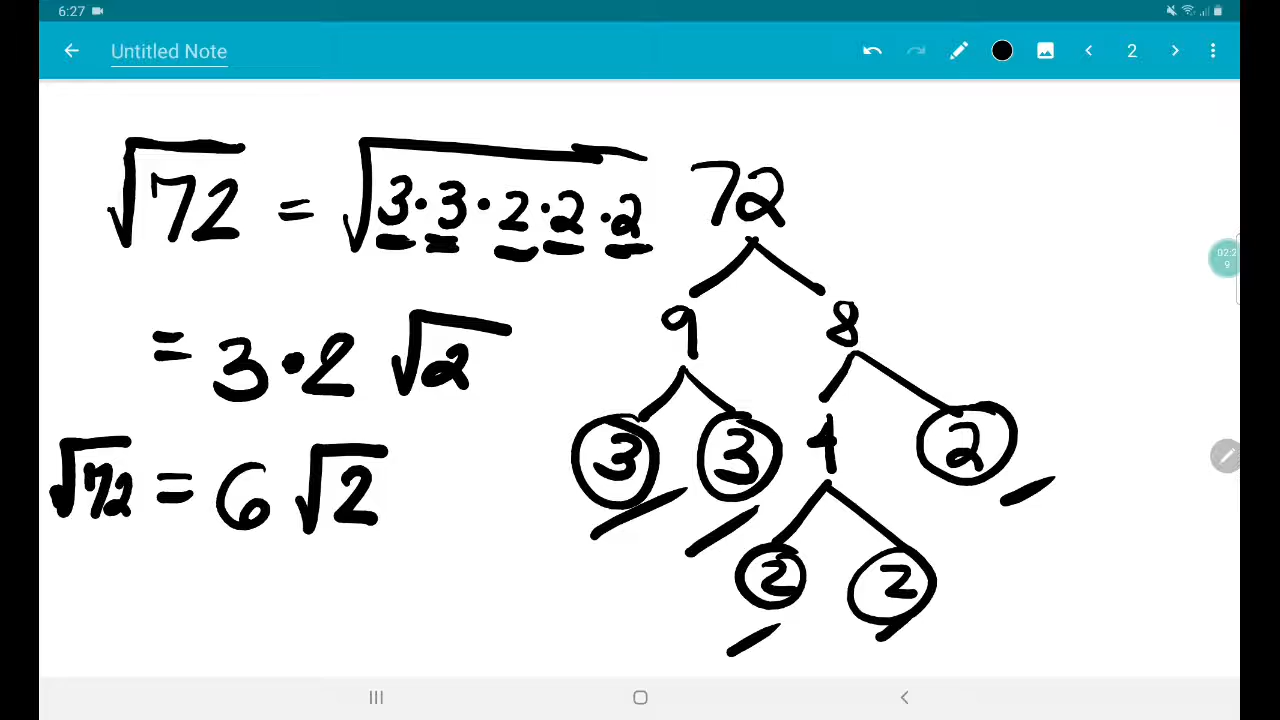 6:27
Untitled Note
2
√72 = √3·3·2·2·2
72
9 8
= 3·2 √2
3 3 4 2
√72 = 6 √2
2 2